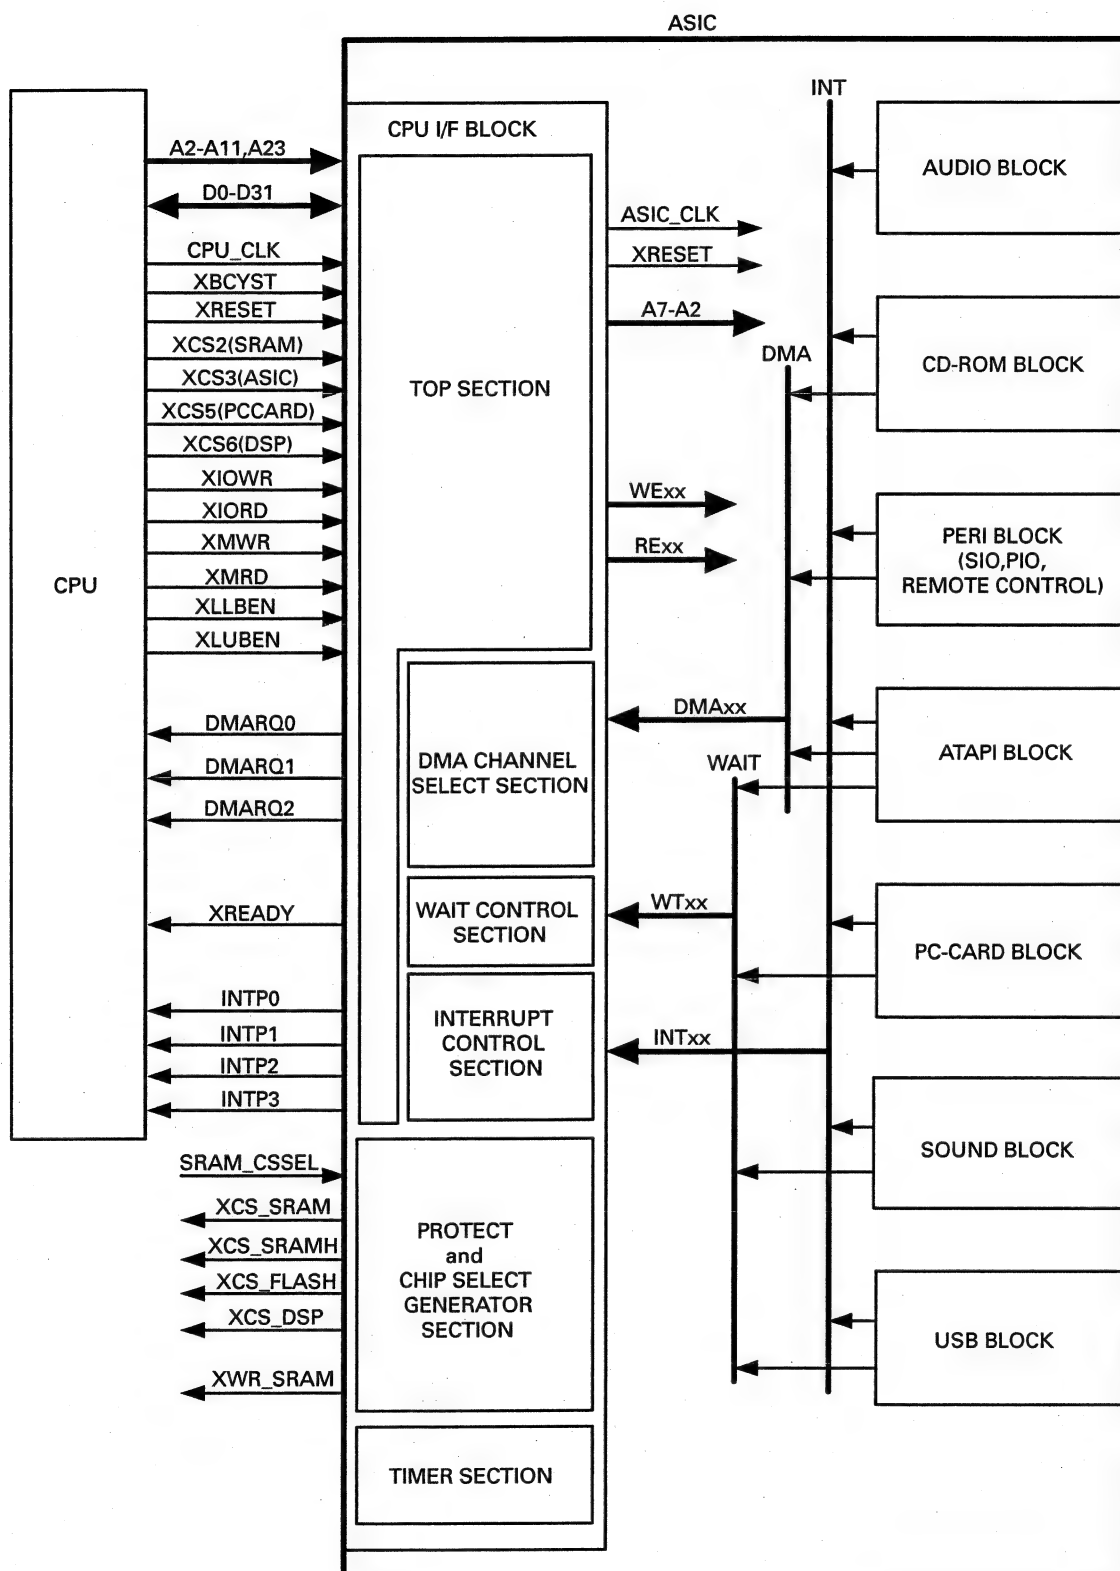 ASIC
INT
CPU I/F BLOCK
A2-A11,A23
D0-D31
CPU_CLK
XBCYST
XRESET
XCS2(SRAM)
XCS3(ASIC)
XCS5(PCCARD)
XCS6(DSP)
XIOWR
XIORD
XMWR
XMRD
XLLBEN
XLUBEN
CPU
DMARQ0
DMARQ1
DMARQ2
XREADY
INTP0
INTP1
INTP2
INTP3
SRAM_CSSEL
XCS_SRAM
XCS_SRAMH
XCS_FLASH
XCS_DSP
XWR_SRAM
TOP SECTION
DMA CHANNEL
SELECT SECTION
WAIT CONTROL
SECTION
INTERRUPT
CONTROL
SECTION
PROTECT
and
CHIP SELECT
GENERATOR
SECTION
TIMER SECTION
ASIC_CLK
XRESET
A7-A2
DMA
WExx
RExx
DMAxx
WAIT
WTxx
INTxx
AUDIO BLOCK
CD-ROM BLOCK
PERI BLOCK
(SIO,PIO,
REMOTE CONTROL)
ATAPI BLOCK
PC-CARD BLOCK
SOUND BLOCK
USB BLOCK